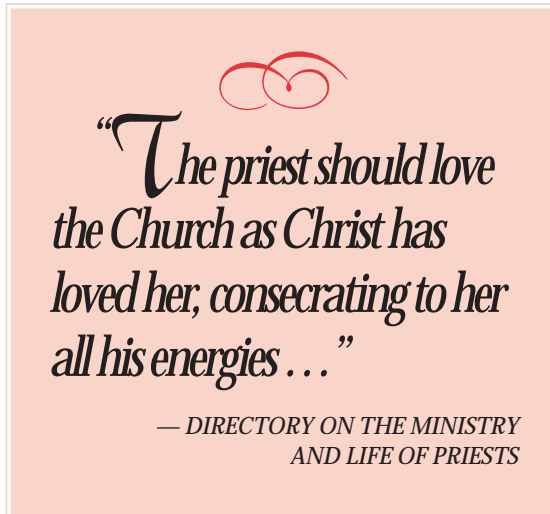 “The priest should love
the Church as Christ has
loved her, consecrating to her
all his energies . . .”
— DIRECTORY ON THE MINISTRY
AND LIFE OF PRIESTS